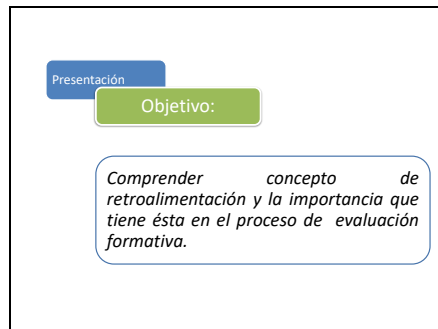 Presentación
Objetivo:
Comprender concepto de
retroalimentación y la importancia que
tiene ésta en el proceso de evaluación
formativa.